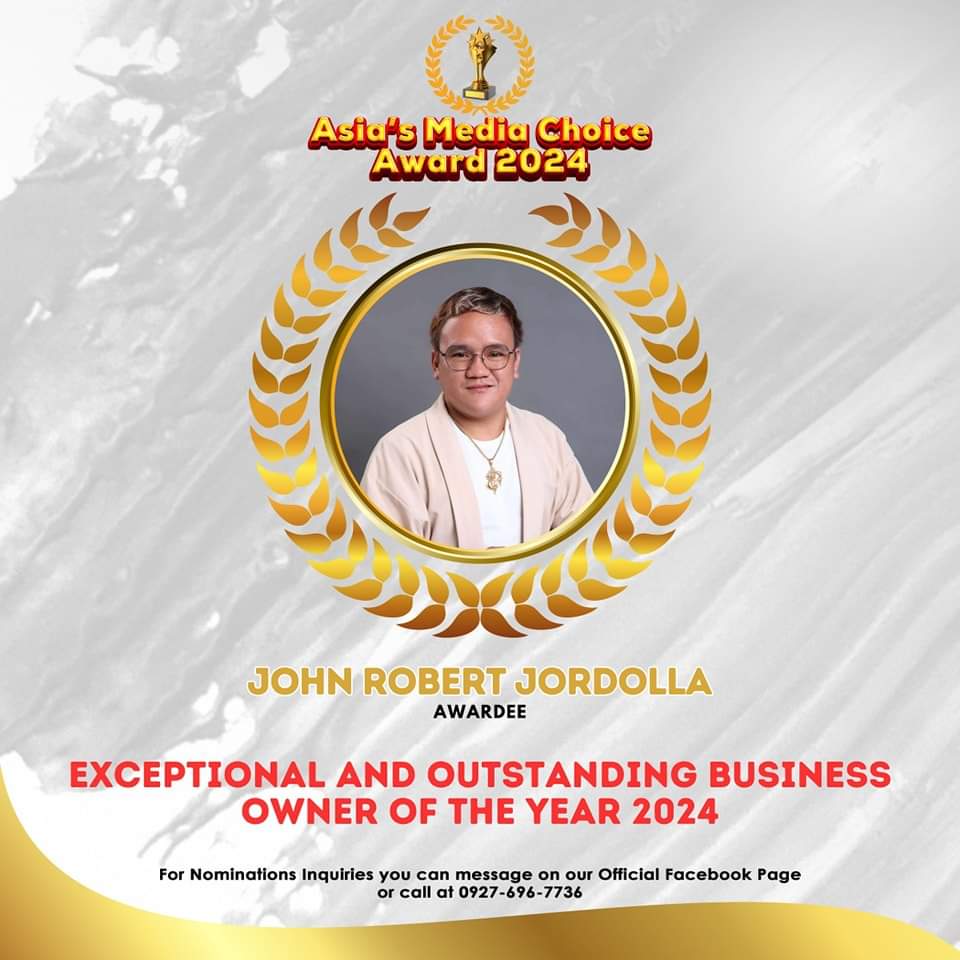 Asia's Media Choice
Award 2024
JOHN ROBERT JORDOLLA
AWARDEE
EXCEPTIONAL AND OUTSTANDING BUSINESS
OWNER OF THE YEAR 2024
For Nominations Inquiries you can message on our Official Facebook Page
or call at 0927-696-7736